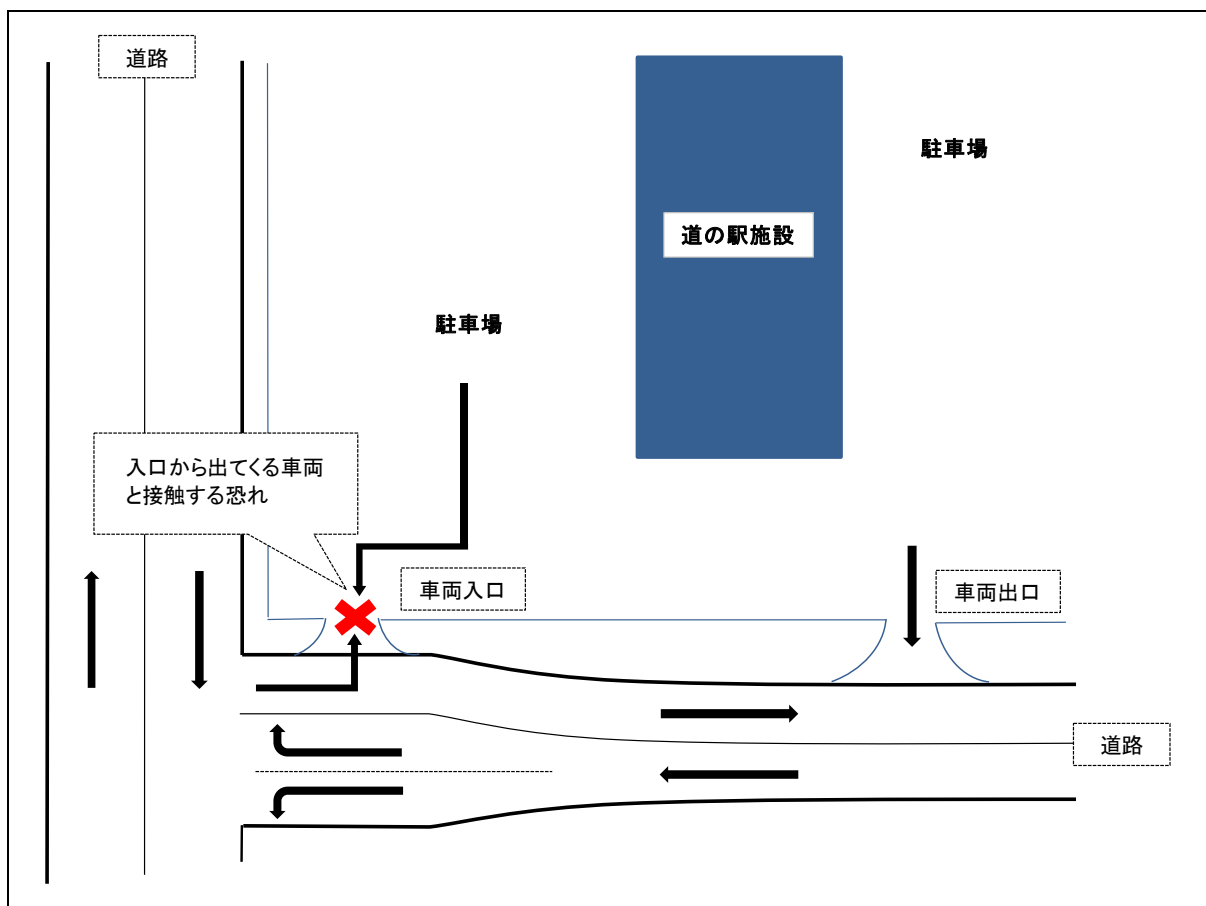 道路
駐車場
道の駅施設
駐車場
入口から出てくる車両
と接触する恐れ
車両入口
車両出口
道路